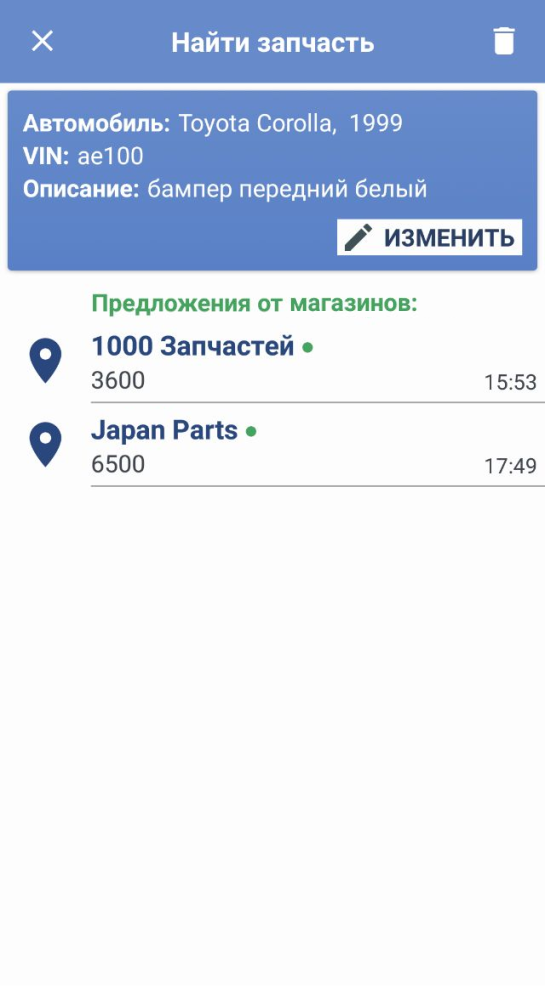 Найти запчасть
Автомобиль: Toyota Corolla, 1999
VIN: ae100
Описание: бампер передний белый
ИЗМЕНИТЬ
Предложения от магазинов:
1000 Запчастей
3600 15:53
Japan Parts
6500 17:49